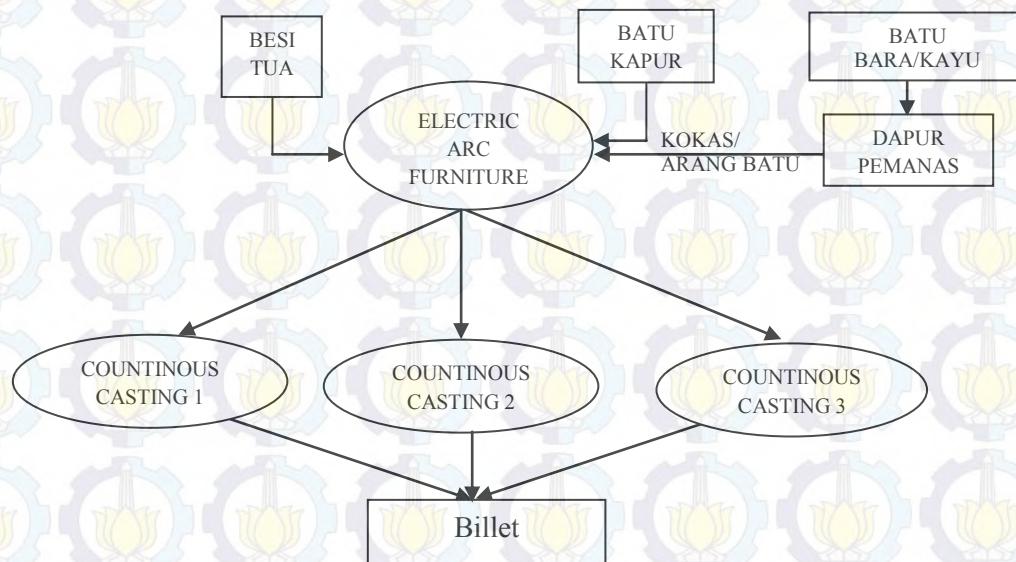 BESI
TUA
BATU
KAPUR
BATU
BARA/KAYU
ELECTRIC
ARC
FURNITURE
KOKAS/
ARANG BATU
DAPUR
PEMANAS
COUNTINOUS
CASTING 1
COUNTINOUS
CASTING 2
COUNTINOUS
CASTING 3
Billet